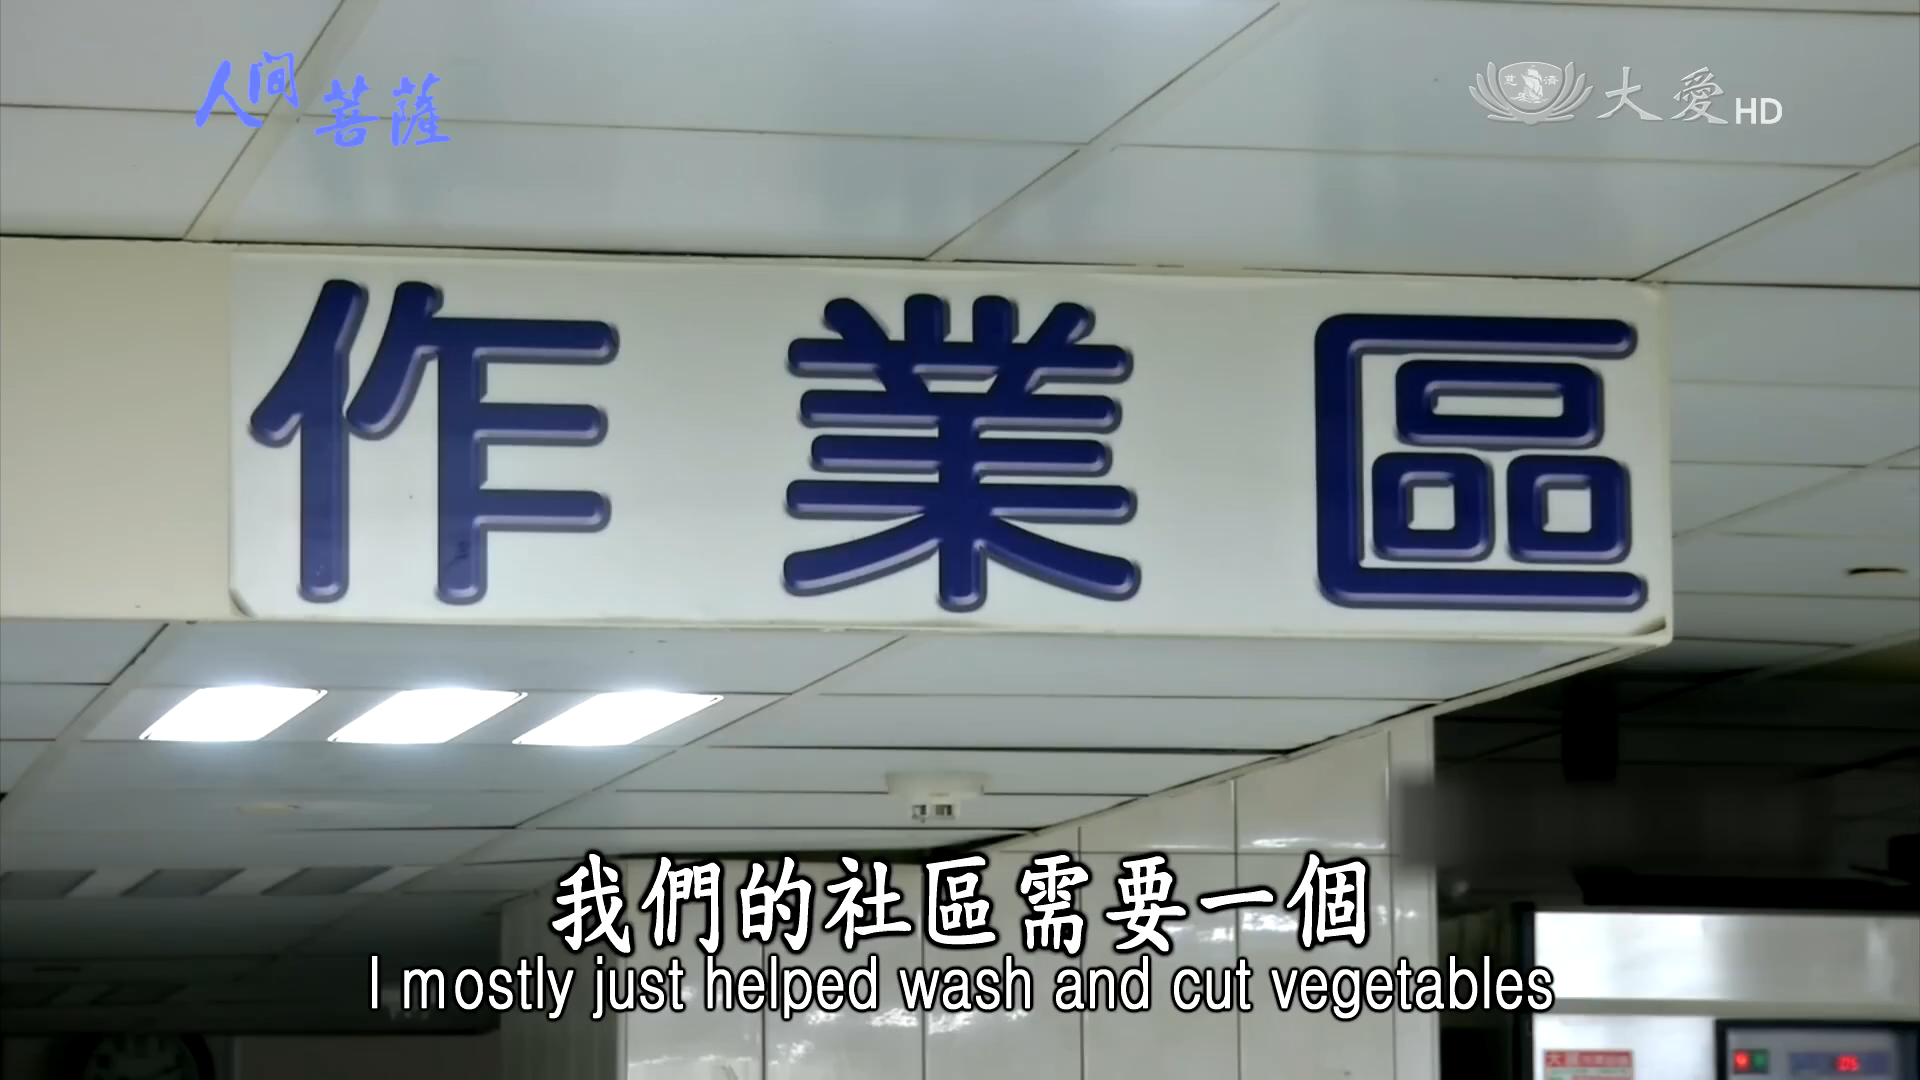 人間菩薩
大愛HD
作業區
我們的社區需要一個
I mostly just helped wash and cut vegetables